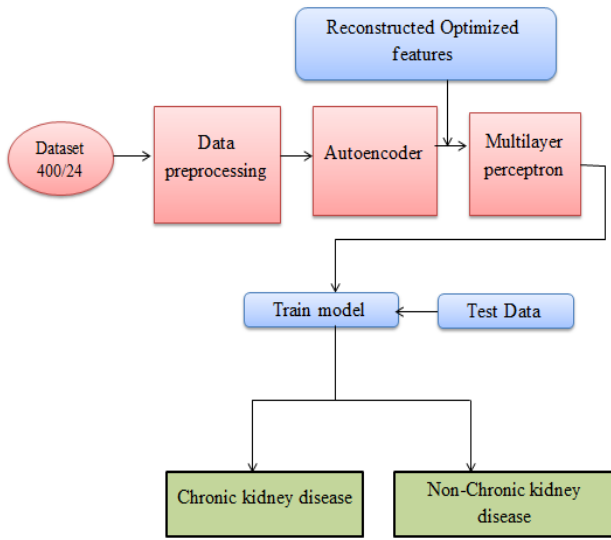 Reconstructed Optimized
features
Dataset
400/24
Data
preprocessing
Autoencoder
Multilayer
perceptron
Train model
Test Data
Chronic kidney disease
Non-Chronic kidney
disease